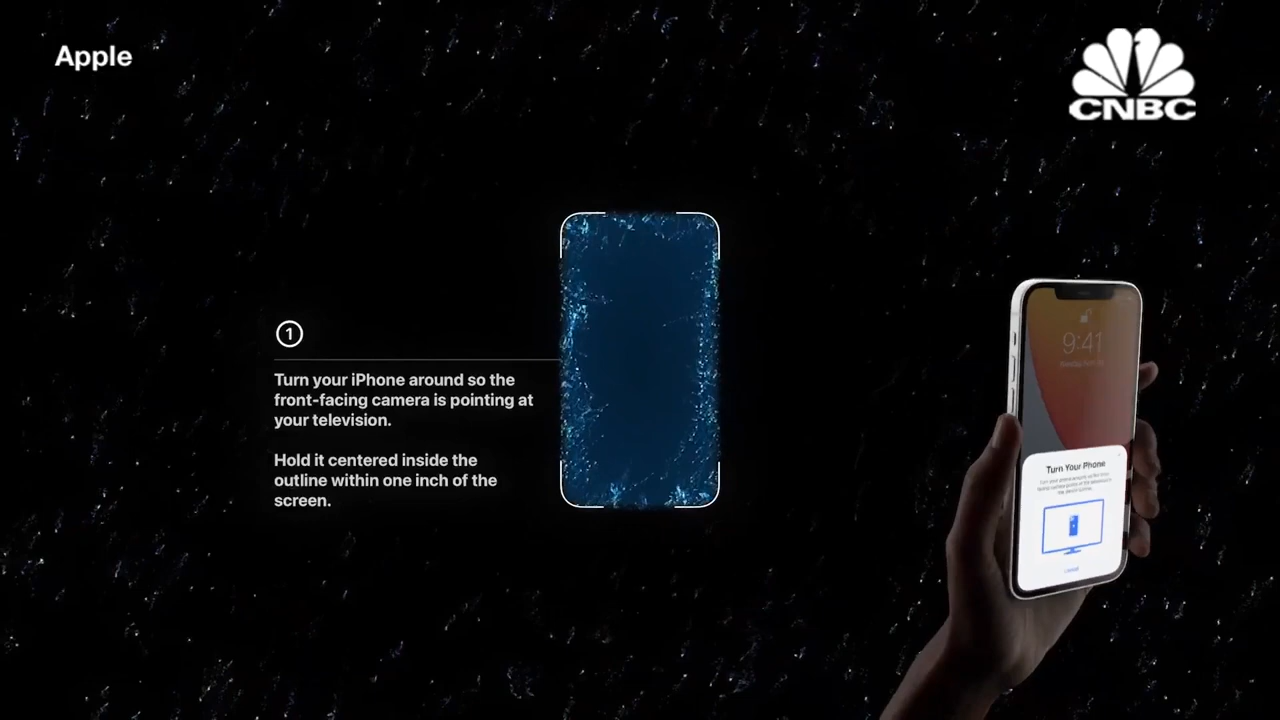 Apple
CNBC
1
Turn your iPhone around so the
front-facing camera is pointing at
your television.
Hold it centered inside the
outline within one inch of the
screen.
9:41
Turn Your Phone
Cancel